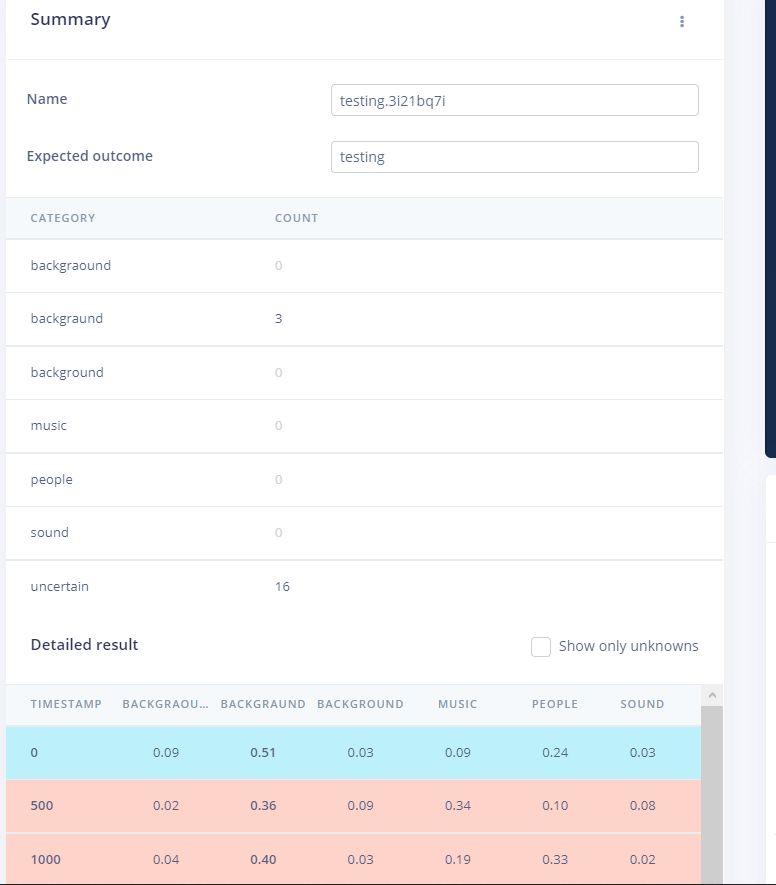 Summary
Name testing.3i21bq7i
Expected outcome testing
CATEGORY COUNT
backgraound 0
backgraund 3
background 0
music 0
people 0
sound 0
uncertain 16
Detailed result Show only unknowns
TIMESTAMP BACKGRAOU... BACKGRAUND BACKGROUND MUSIC PEOPLE SOUND
0 0.09 0.51 0.03 0.09 0.24 0.03
500 0.02 0.36 0.09 0.34 0.10 0.08
1000 0.04 0.40 0.03 0.19 0.33 0.02